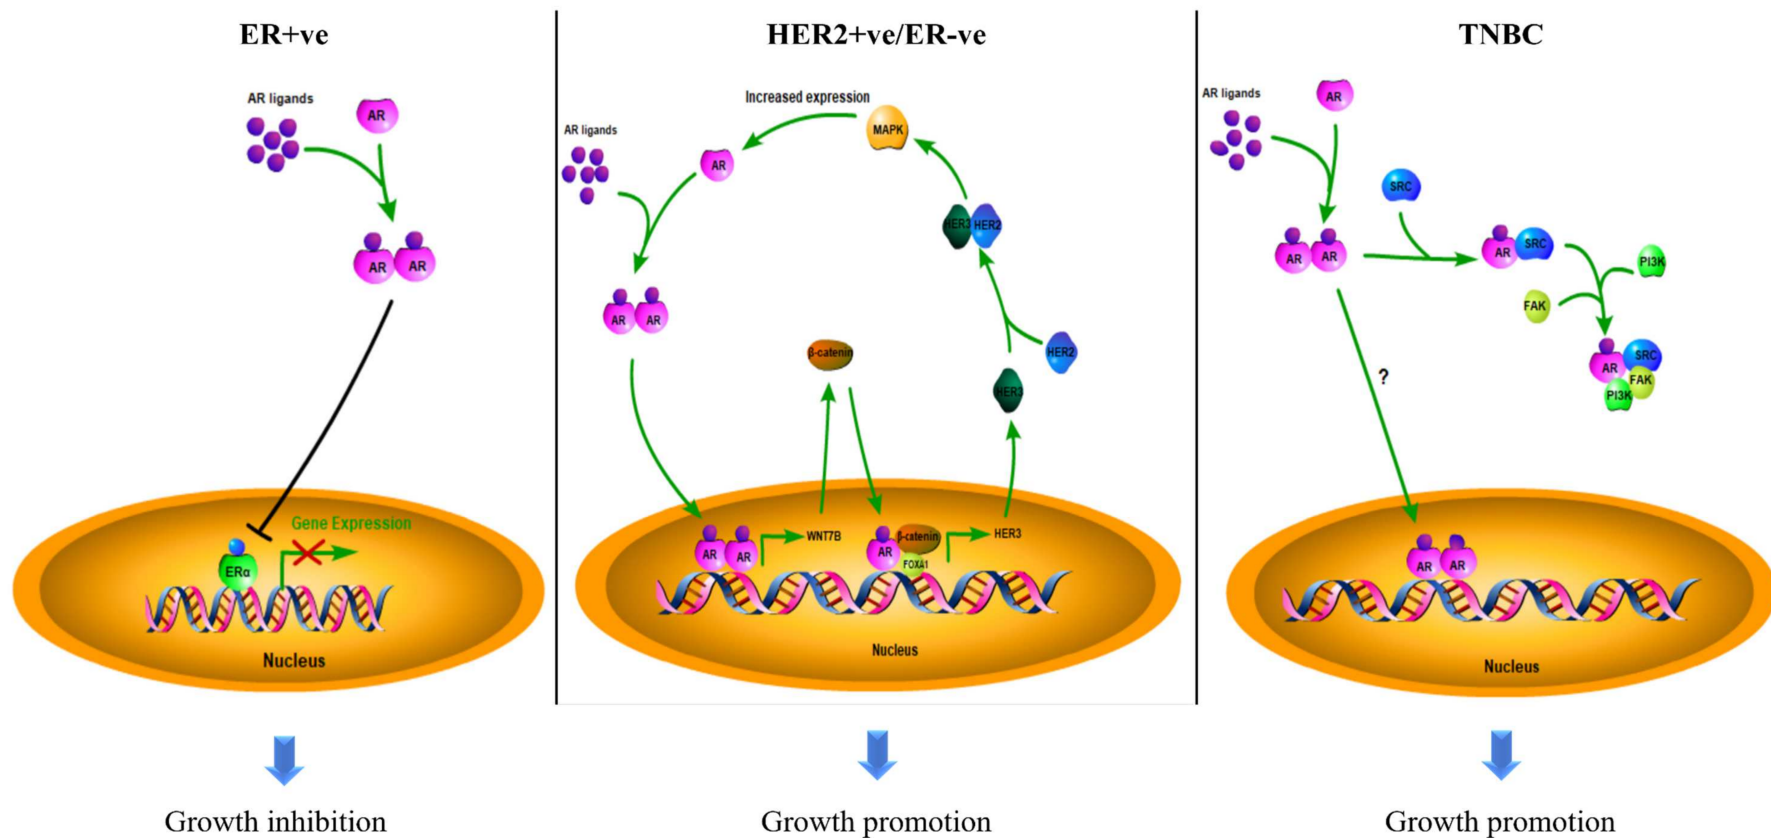 ER+ve
AR ligands
AR
AR
AR
Gene Expression
ERα
Nucleus
Growth inhibition
HER2+ve/ER-ve
Increased expression
MAPK
AR ligands
AR
HER3
HER2
AR
AR
β-catenin
HER2
HER3
AR
AR
WNT7B
AR
β-catenin
FOXA1
HER3
Nucleus
Growth promotion
TNBC
AR ligands
AR
SRC
AR
AR
AR
SRC
PI3K
FAK
AR
SRC
FAK
PI3K
?
AR
AR
Nucleus
Growth promotion